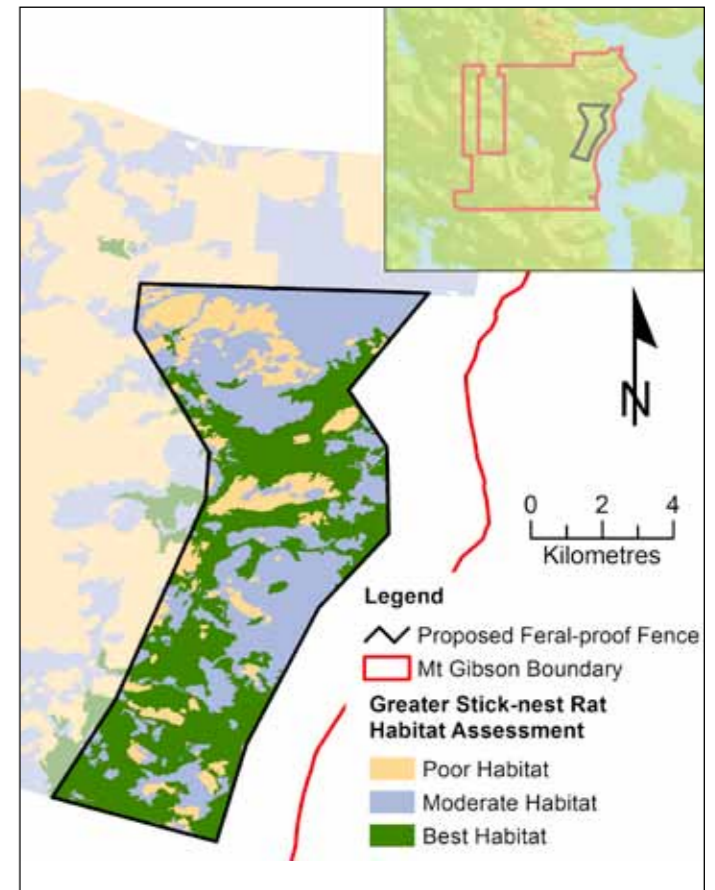 N
0 2 4
Kilometres
Legend
Proposed Feral-proof Fence
Mt Gibson Boundary
Greater Stick-nest Rat
Habitat Assessment
Poor Habitat
Moderate Habitat
Best Habitat